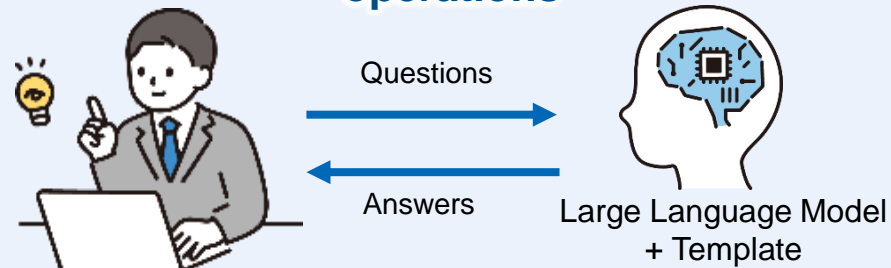 operations
Questions
Answers
Large Language Model
+ Template